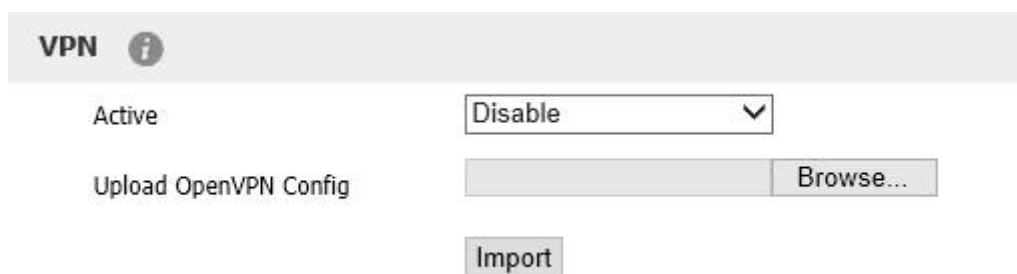 VPN i
Active Disable
Upload OpenVPN Config Browse...
Import